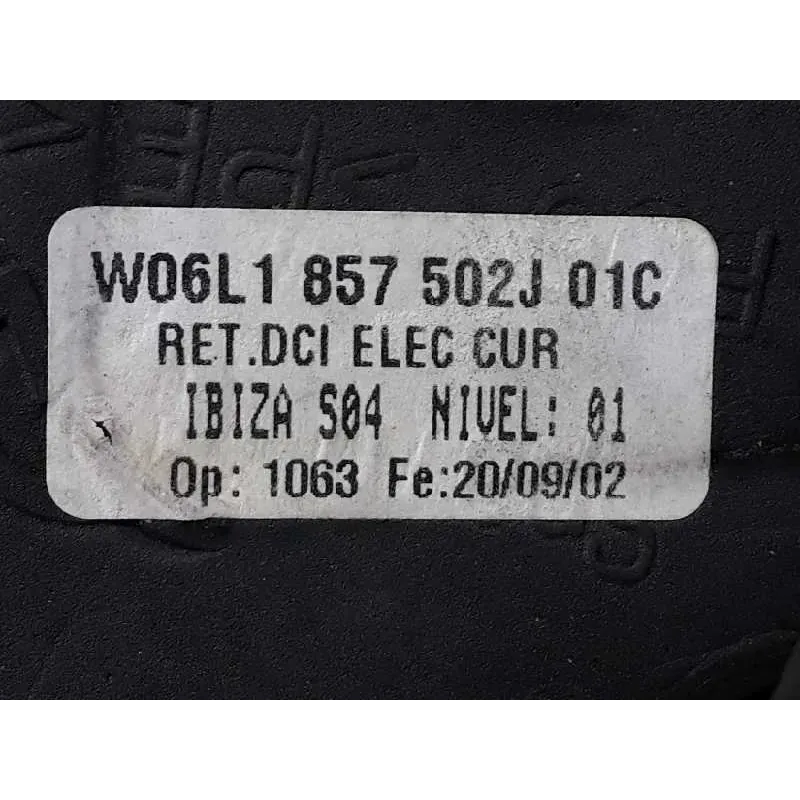 W06L1 857 502J 01C
RET.DCI ELEC CUR
IBIZA S04 NIVEL: 01
Op: 1063 Fe:20/09/02